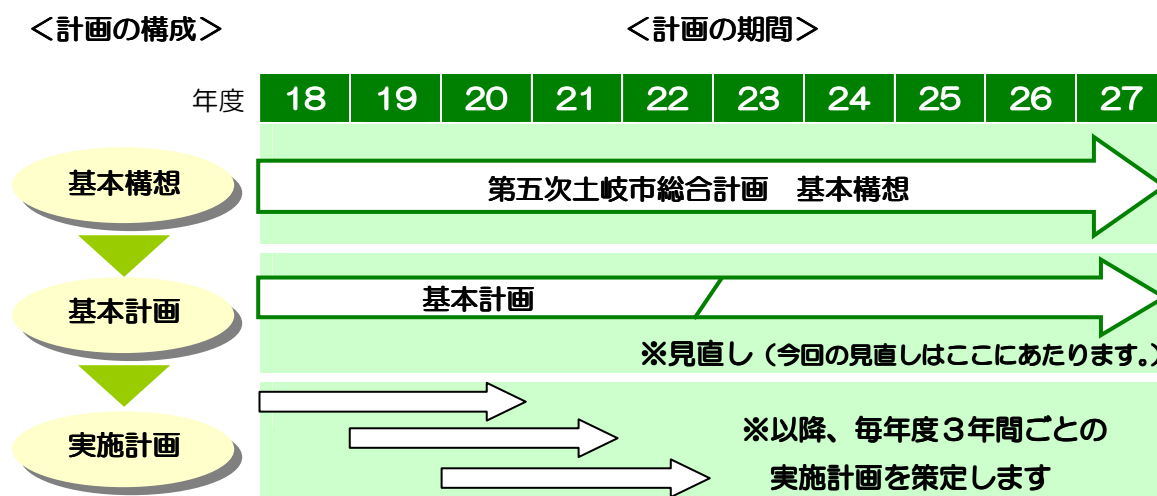 ＜計画の構成＞
＜計画の期間＞
年度 18 19 20 21 22 23 24 25 26 27
基本構想
第五次土岐市総合計画　基本構想
基本計画
基本計画
※見直し（今回の見直しはここにあたります。）
実施計画
※以降、毎年度３年間ごとの
実施計画を策定します